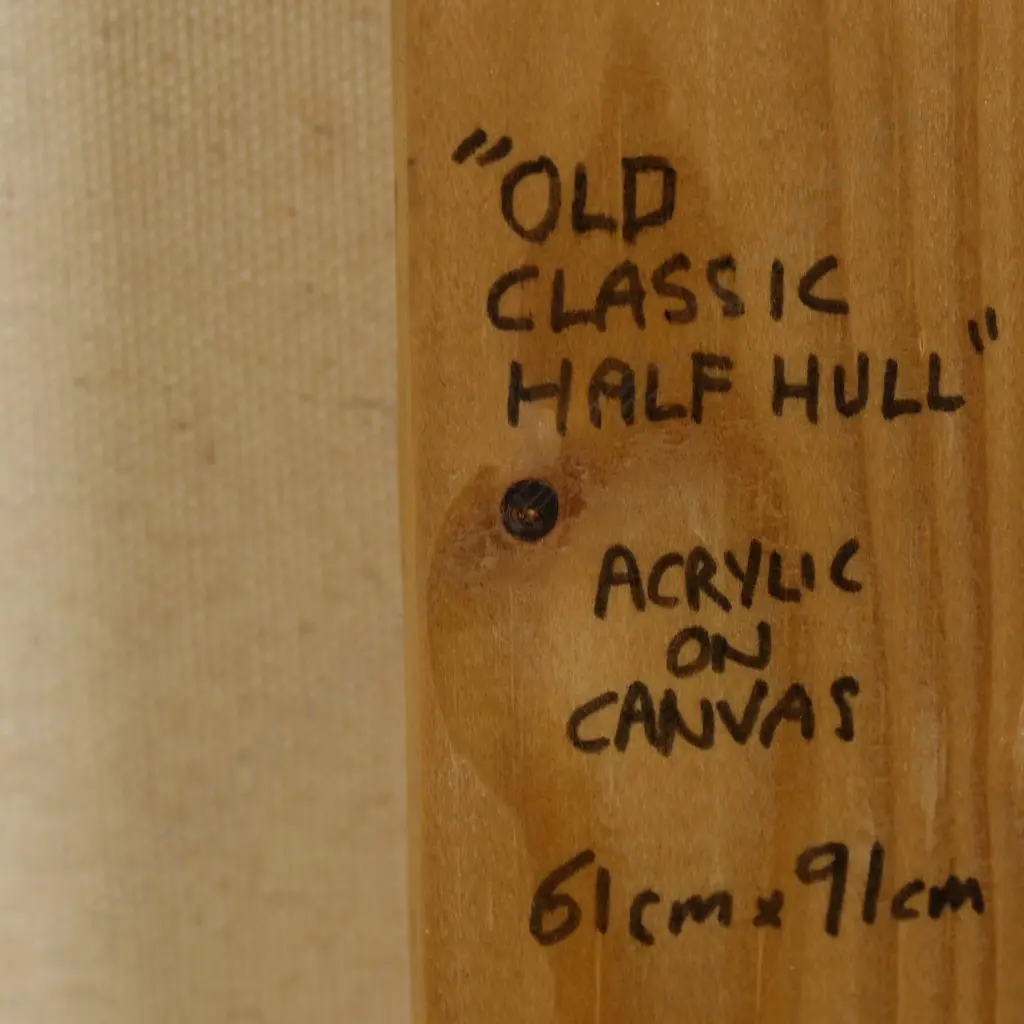 "OLD
CLASSIC
HALF HULL"
ACRYLIC
ON
CANVAS
61cm x 91cm